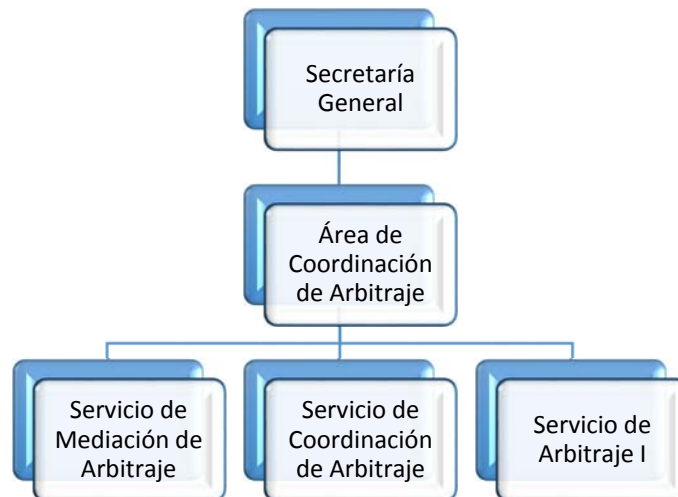 Secretaría
General
Área de
Coordinación
de Arbitraje
Servicio de
Mediación de
Arbitraje
Servicio de
Coordinación
de Arbitraje
Servicio de
Arbitraje I